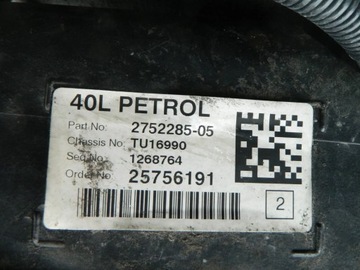 40L PETROL
Part No: 2752285-05
Chassis No: TU16990
Seq No: 1268764
Order No: 25756191
2